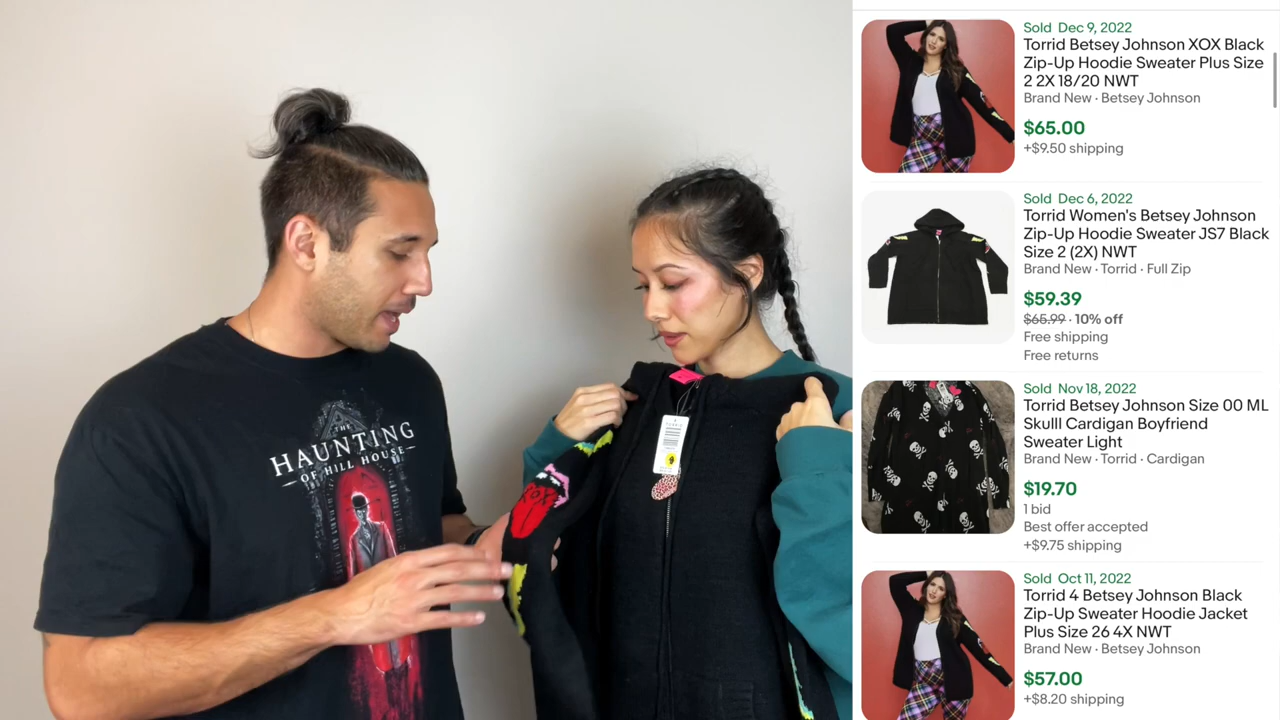 THE
HAUNTING
OF HILL HOUSE
XOX
Sold Dec 9, 2022
Torrid Betsey Johnson XOX Black
Zip-Up Hoodie Sweater Plus Size
2 2X 18/20 NWT
Brand New · Betsey Johnson
$65.00
+$9.50 shipping
Sold Dec 6, 2022
Torrid Women's Betsey Johnson
Zip-Up Hoodie Sweater JS7 Black
Size 2 (2X) NWT
Brand New · Torrid · Full Zip
$59.39
$65.99 · 10% off
Free shipping
Free returns
Sold Nov 18, 2022
Torrid Betsey Johnson Size 00 ML
Skulll Cardigan Boyfriend
Sweater Light
Brand New · Torrid · Cardigan
$19.70
1 bid
Best offer accepted
+$9.75 shipping
Sold Oct 11, 2022
Torrid 4 Betsey Johnson Black
Zip-Up Sweater Hoodie Jacket
Plus Size 26 4X NWT
Brand New · Betsey Johnson
$57.00
+$8.20 shipping